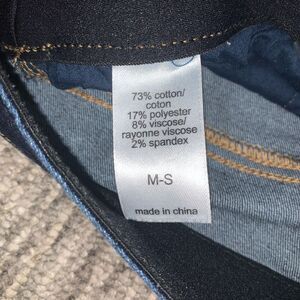 73% cotton/
coton
17% polyester
8% viscose/
rayonne viscose
2% spandex
M-S
made in china